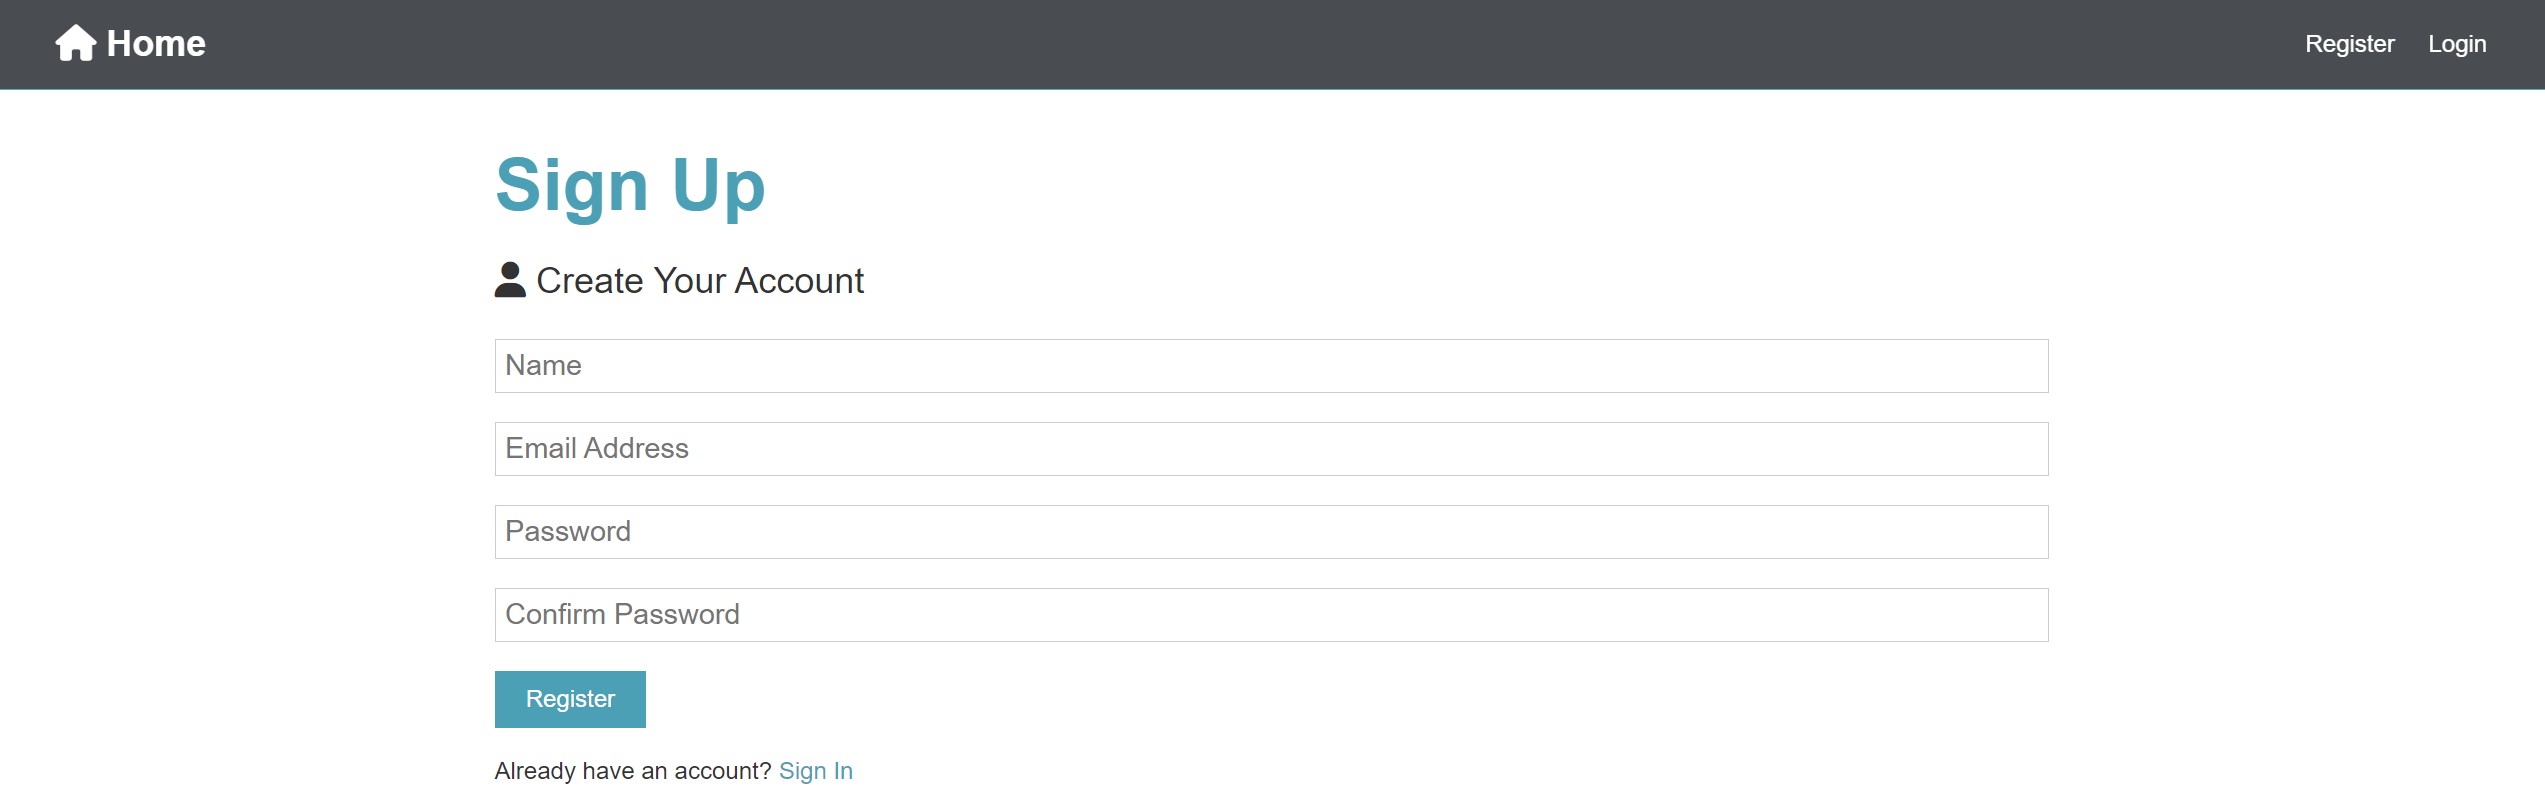 Home
Register Login
Sign Up
Create Your Account
Name
Email Address
Password
Confirm Password
Register
Already have an account? Sign In